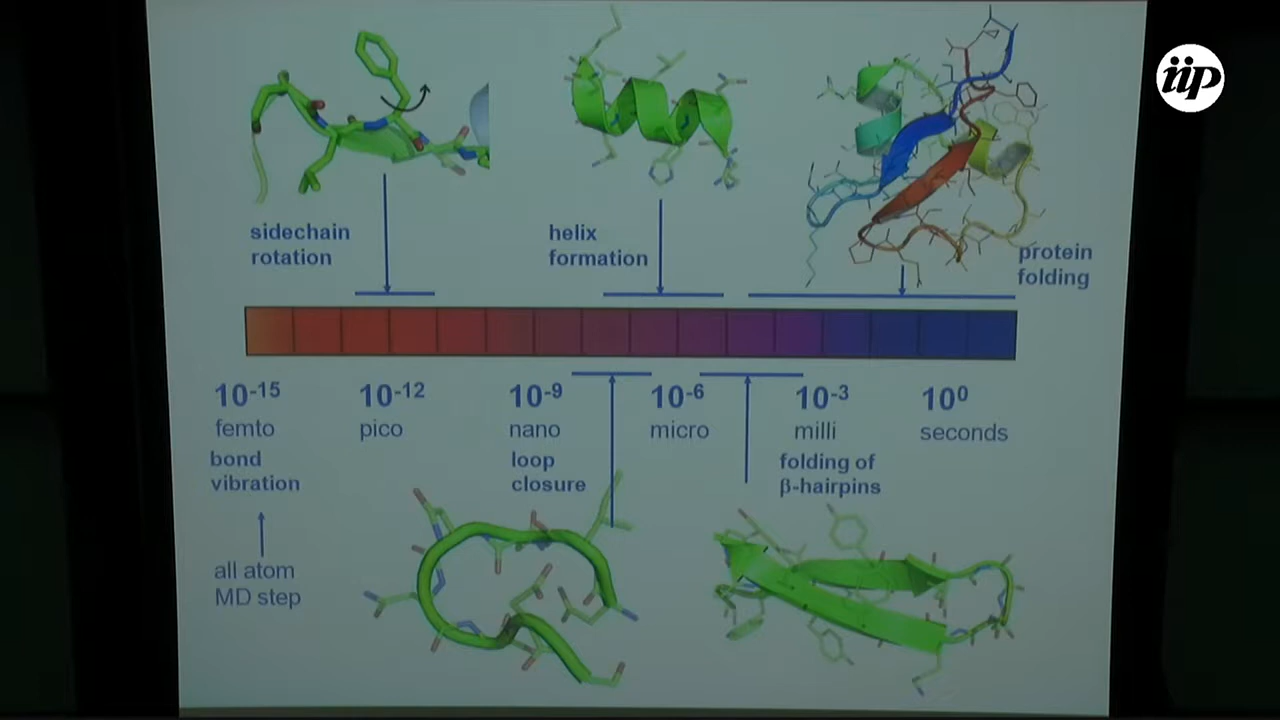 iip
sidechain
rotation
helix
formation
protein
folding
10-15
femto
10-12
pico
10-9
nano
10-6
micro
10-3
milli
100
seconds
bond
vibration
loop
closure
folding of
β-hairpins
all atom
MD step